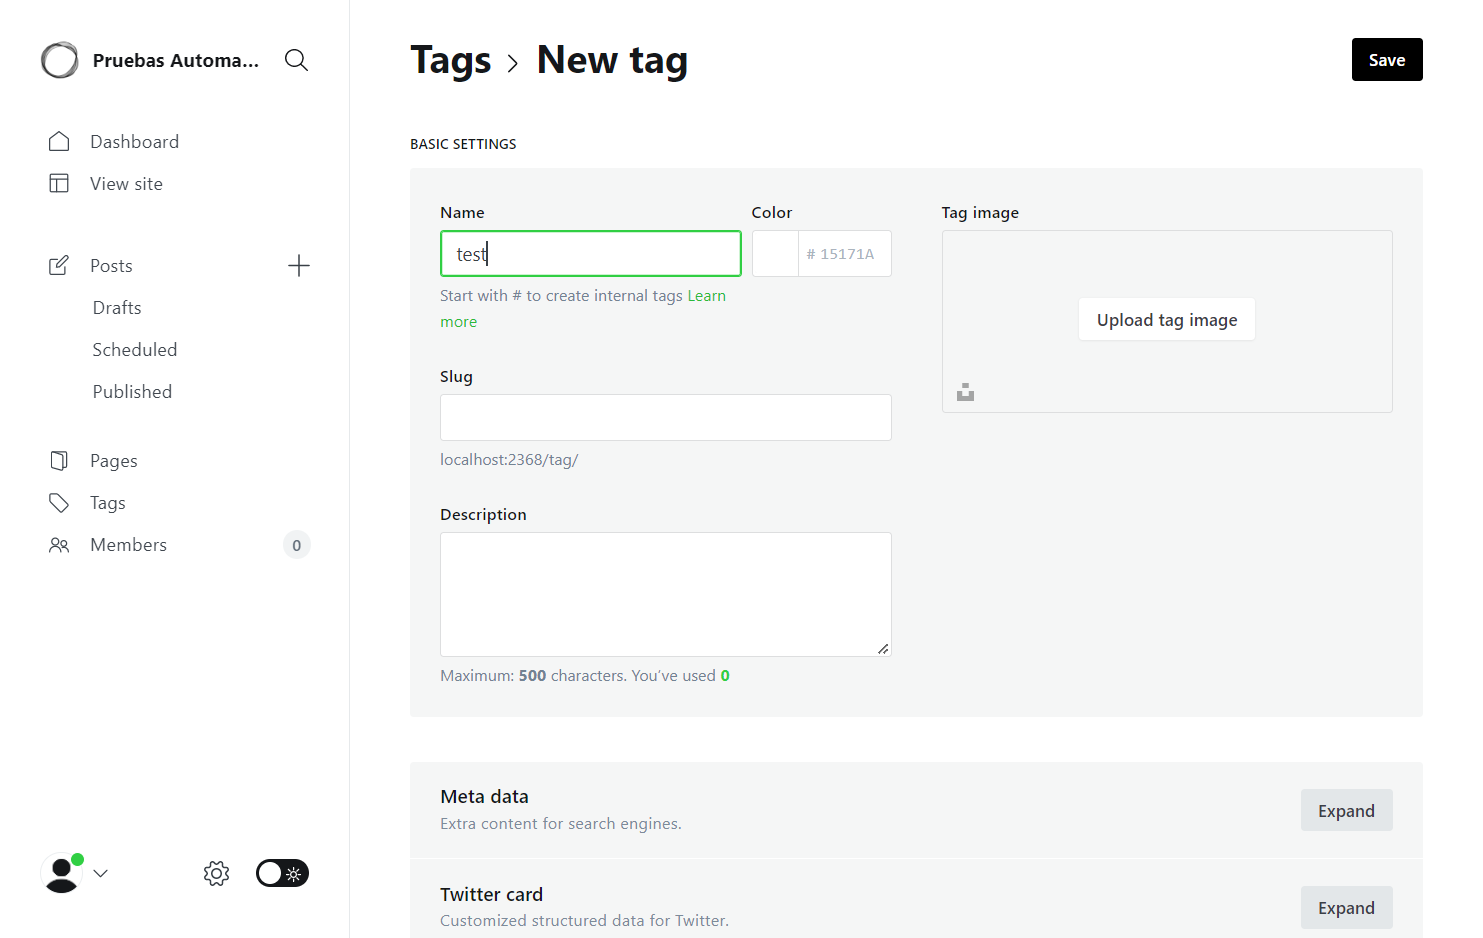 Pruebas Automa...
Dashboard
View site
Posts
Drafts
Scheduled
Published
Pages
Tags
Members
0
Tags > New tag
Save
BASIC SETTINGS
Name
test
Start with # to create internal tags Learn
more
Color
# 15171A
Slug
localhost:2368/tag/
Description
Maximum: 500 characters. You’ve used 0
Tag image
Upload tag image
Meta data
Extra content for search engines.
Expand
Twitter card
Customized structured data for Twitter.
Expand